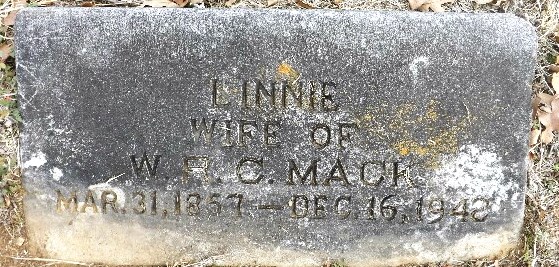 LINNIE
WIFE OF
W. R. C. MACK
MAR. 31, 1857 — DEC. 16, 1942